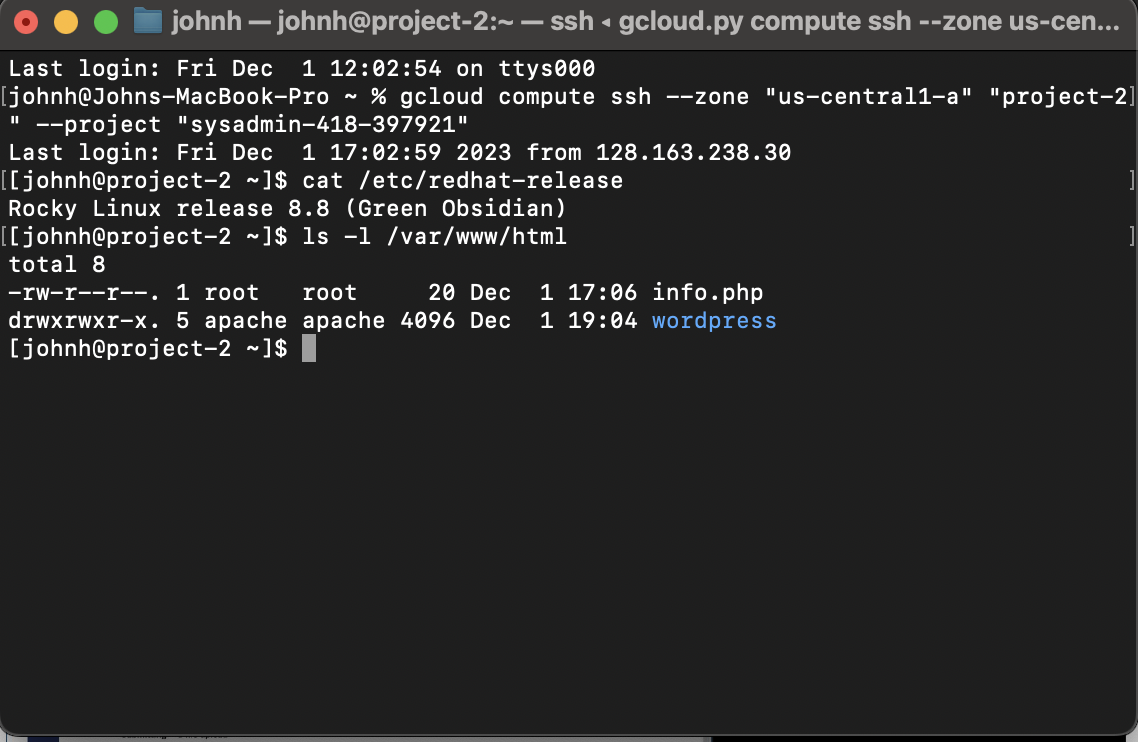 johnh — johnh@project-2:~ — ssh ◂ gcloud.py compute ssh --zone us-cen...
Last login: Fri Dec  1 12:02:54 on ttys000
[johnh@Johns-MacBook-Pro ~ % gcloud compute ssh --zone "us-central1-a" "project-2]
" --project "sysadmin-418-397921"
Last login: Fri Dec  1 17:02:59 2023 from 128.163.238.30
[[johnh@project-2 ~]$ cat /etc/redhat-release ]
Rocky Linux release 8.8 (Green Obsidian)
[[johnh@project-2 ~]$ ls -l /var/www/html ]
total 8
-rw-r--r--. 1 root   root     20 Dec  1 17:06 info.php
drwxrwxr-x. 5 apache apache 4096 Dec  1 19:04 wordpress
[johnh@project-2 ~]$